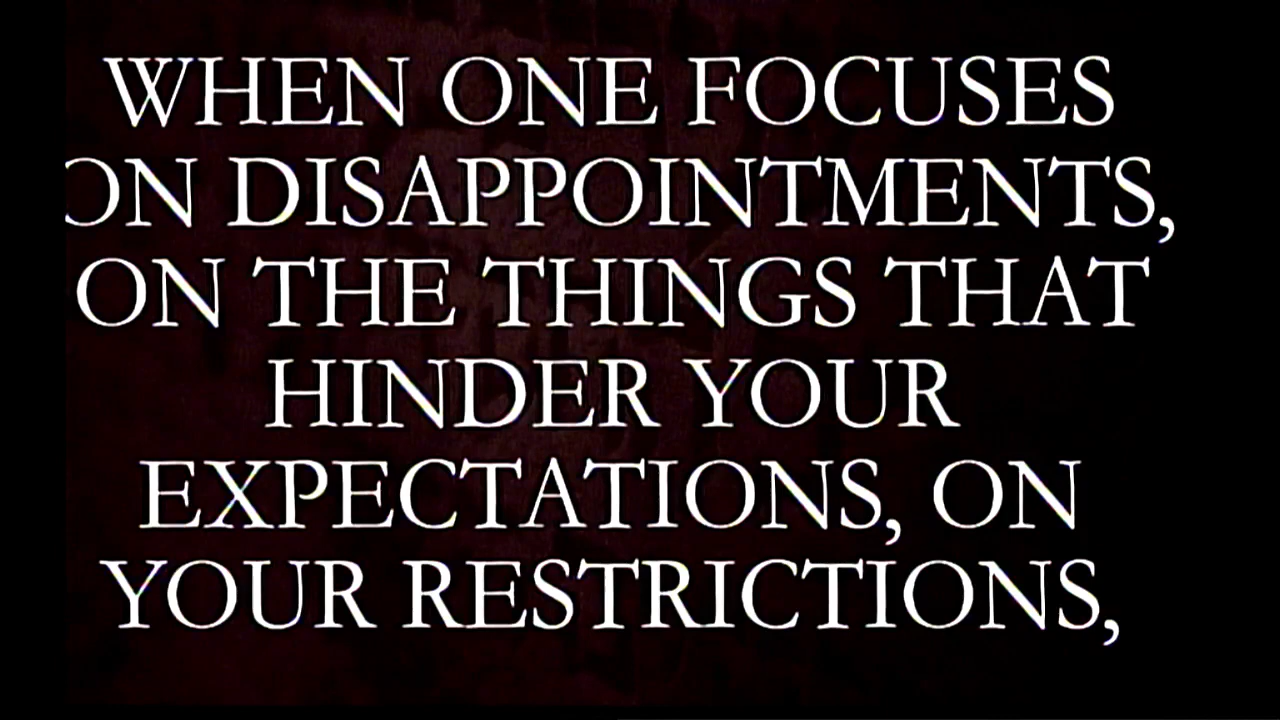 WHEN ONE FOCUSES
ON DISAPPOINTMENTS,
ON THE THINGS THAT
HINDER YOUR
EXPECTATIONS, ON
YOUR RESTRICTIONS,